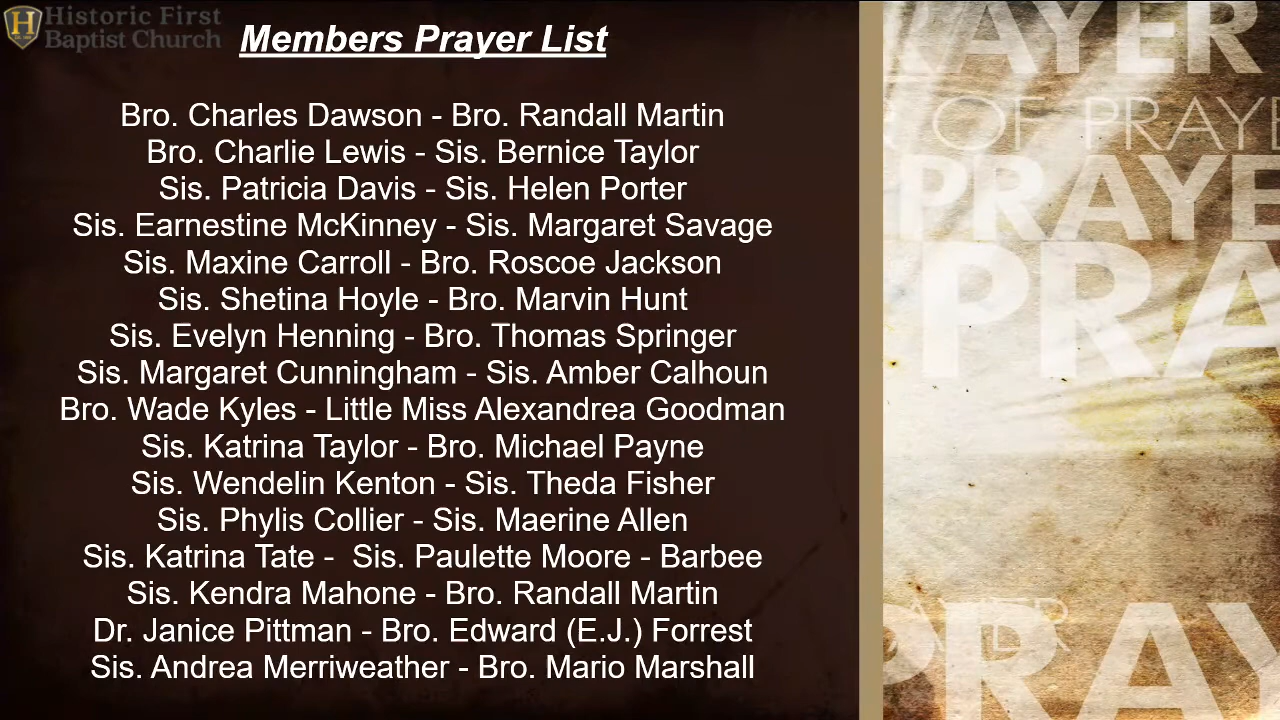 Historic First
Baptist Church
Members Prayer List
Bro. Charles Dawson - Bro. Randall Martin
Bro. Charlie Lewis - Sis. Bernice Taylor
Sis. Patricia Davis - Sis. Helen Porter
Sis. Earnestine McKinney - Sis. Margaret Savage
Sis. Maxine Carroll - Bro. Roscoe Jackson
Sis. Shetina Hoyle - Bro. Marvin Hunt
Sis. Evelyn Henning - Bro. Thomas Springer
Sis. Margaret Cunningham - Sis. Amber Calhoun
Bro. Wade Kyles - Little Miss Alexandrea Goodman
Sis. Katrina Taylor - Bro. Michael Payne
Sis. Wendelin Kenton - Sis. Theda Fisher
Sis. Phylis Collier - Sis. Maerine Allen
Sis. Katrina Tate -  Sis. Paulette Moore - Barbee
Sis. Kendra Mahone - Bro. Randall Martin
Dr. Janice Pittman - Bro. Edward (E.J.) Forrest
Sis. Andrea Merriweather - Bro. Mario Marshall
RAYER
OF PRAYE
PRAYE
PRA
PRAY